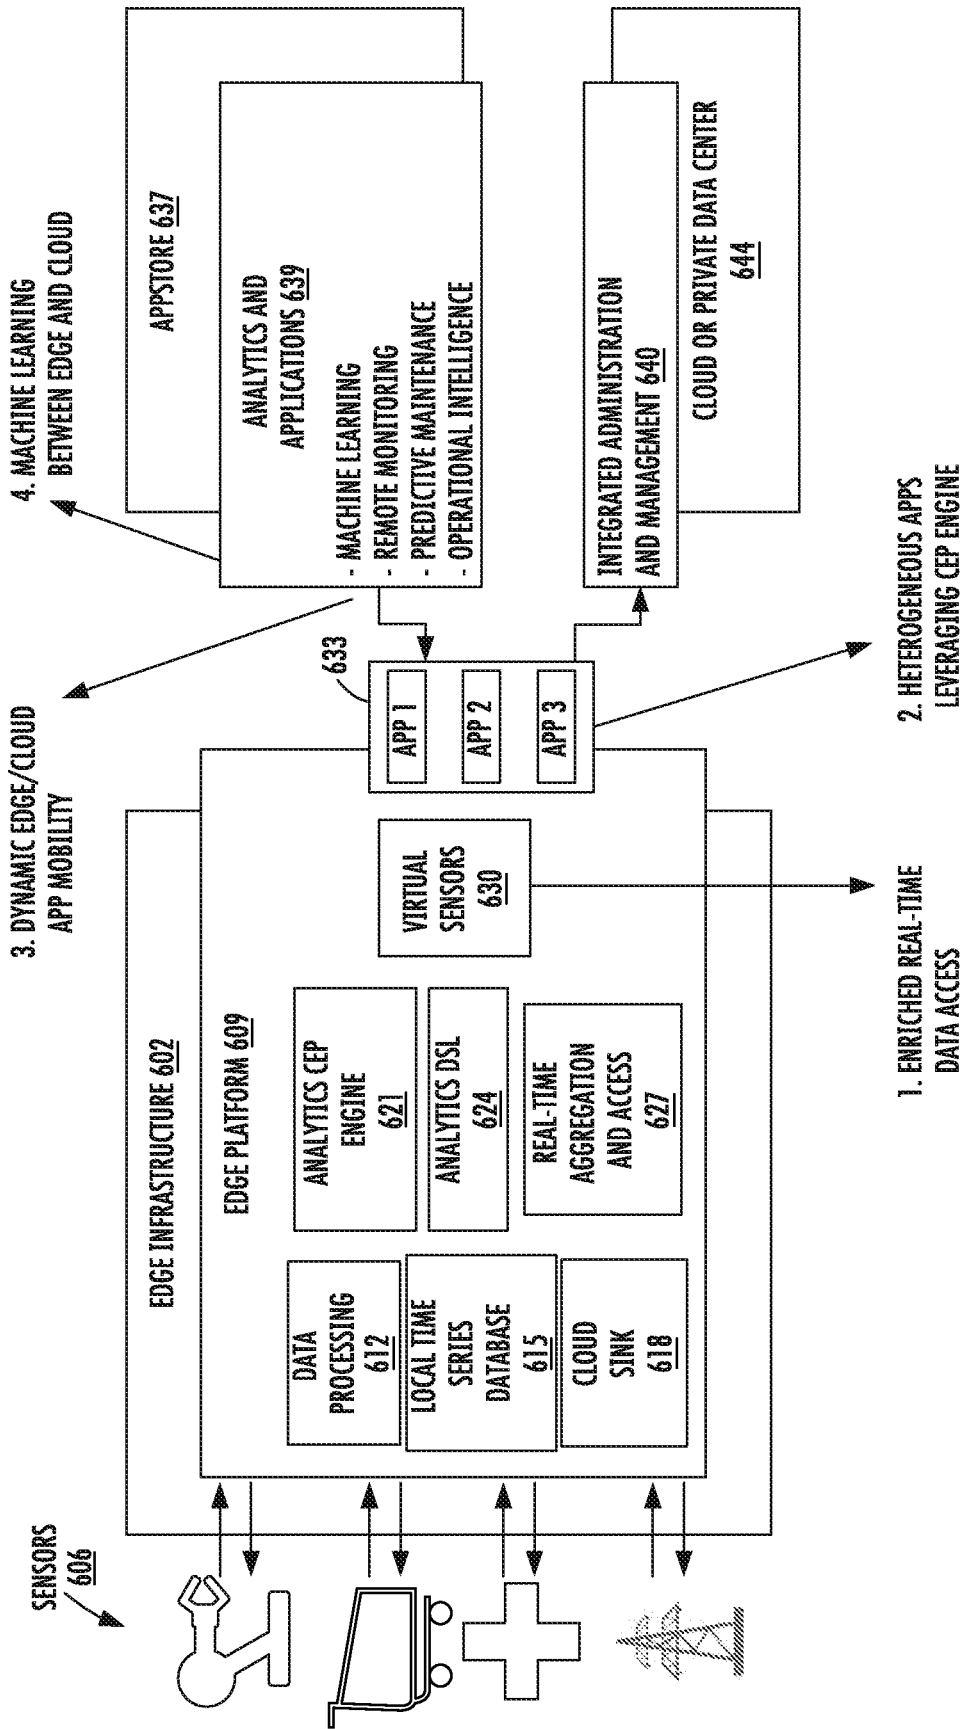 SENSORS
606
EDGE INFRASTRUCTURE 602
EDGE PLATFORM 609
DATA
PROCESSING
612
LOCAL TIME
SERIES
DATABASE
615
CLOUD
SINK
618
ANALYTICS CEP
ENGINE
621
ANALYTICS DSL
624
REAL-TIME
AGGREGATION
AND ACCESS
627
VIRTUAL
SENSORS
630
633
APP 1
APP 2
APP 3
3. DYNAMIC EDGE/CLOUD
APP MOBILITY
4. MACHINE LEARNING
BETWEEN EDGE AND CLOUD
APPSTORE 637
ANALYTICS AND
APPLICATIONS 639
- MACHINE LEARNING
- REMOTE MONITORING
- PREDICTIVE MAINTENANCE
- OPERATIONAL INTELLIGENCE
INTEGRATED ADMINISTRATION
AND MANAGEMENT 640
CLOUD OR PRIVATE DATA CENTER
644
1. ENRICHED REAL-TIME
DATA ACCESS
2. HETEROGENEOUS APPS
LEVERAGING CEP ENGINE